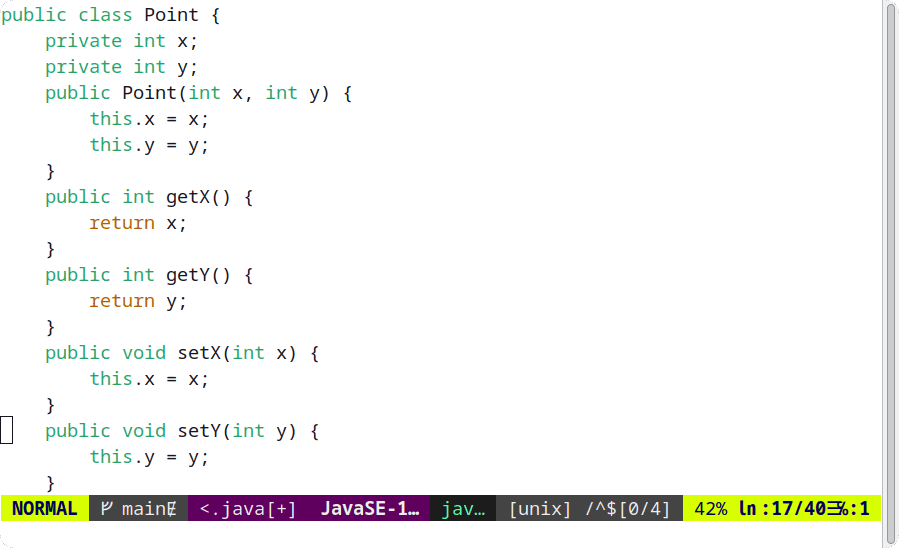 public class Point {
    private int x;
    private int y;
    public Point(int x, int y) {
        this.x = x;
        this.y = y;
    }
    public int getX() {
        return x;
    }
    public int getY() {
        return y;
    }
    public void setX(int x) {
        this.x = x;
    }
    public void setY(int y) {
        this.y = y;
    }
NORMAL main <.java[+] JavaSE-1… jav… [unix] /^$[0/4] 42% ln:17/40 ℅:1